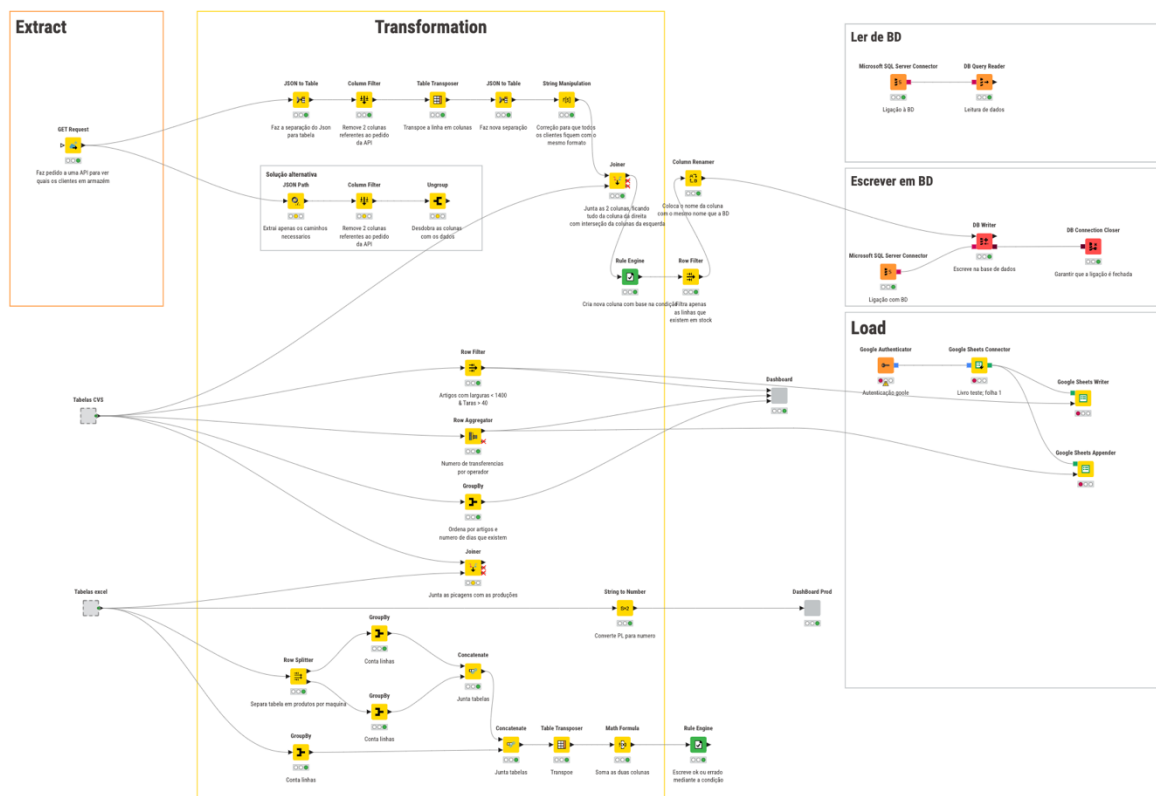 Extract
Transformation
Ler de BD
Microsoft SQL Server Connector
DB Query Reader
Ligação à BD
Leitura de dados
JSON to Table
Column Filter
Table Transposer
JSON to Table
String Manipulation
Faz a separação do Json
para tabela
Remove 2 colunas
referentes ao pedido
da API
Transpoe a linha em colunas
Faz nova separação
Correção para que todos
os clientes fiquem com o
mesmo formato
GET Request
Faz pedido a uma API para ver
quais os clientes em armazém
Solução alternativa
JSON Path
Column Filter
Ungroup
Extrai apenas os caminhos
necessarios
Remove 2 colunas
referentes ao pedido
da API
Desdobra as colunas
com os dados
Joiner
Junta as 2 colunas, ficando
tudo da coluna da direita
com interseção da colunas da esquerda
Column Renamer
Coloca o nome da coluna
com o mesmo nome que a BD
Escrever em BD
DB Writer
Escreve na base de dados
DB Connection Closer
Garantir que a ligação é fechada
Microsoft SQL Server Connector
Ligação com BD
Rule Engine
Cria nova coluna com base na condição
Row Filter
Filtra apenas
as linhas que
existem em stock
Load
Google Authenticator
Google Sheets Connector
Autenticação goole
Livro teste; folha 1
Google Sheets Writer
Google Sheets Appender
Row Filter
Artigos com larguras < 1400
& Taras > 40
Dashboard
Tabelas CVS
Row Aggregator
Numero de transferencias
por operador
GroupBy
Ordena por artigos e
numero de dias que existem
Joiner
Junta as picagens com as produções
Tabelas excel
String to Number
Converte PL para numero
DashBoard Prod
GroupBy
Conta linhas
Row Splitter
Separa tabela em produtos por maquina
Concatenate
Junta tabelas
GroupBy
Conta linhas
GroupBy
Conta linhas
Concatenate
Junta tabelas
Table Transposer
Transpoe
Math Formula
Soma as duas colunas
Rule Engine
Escreve ok ou errado
mediante a condição